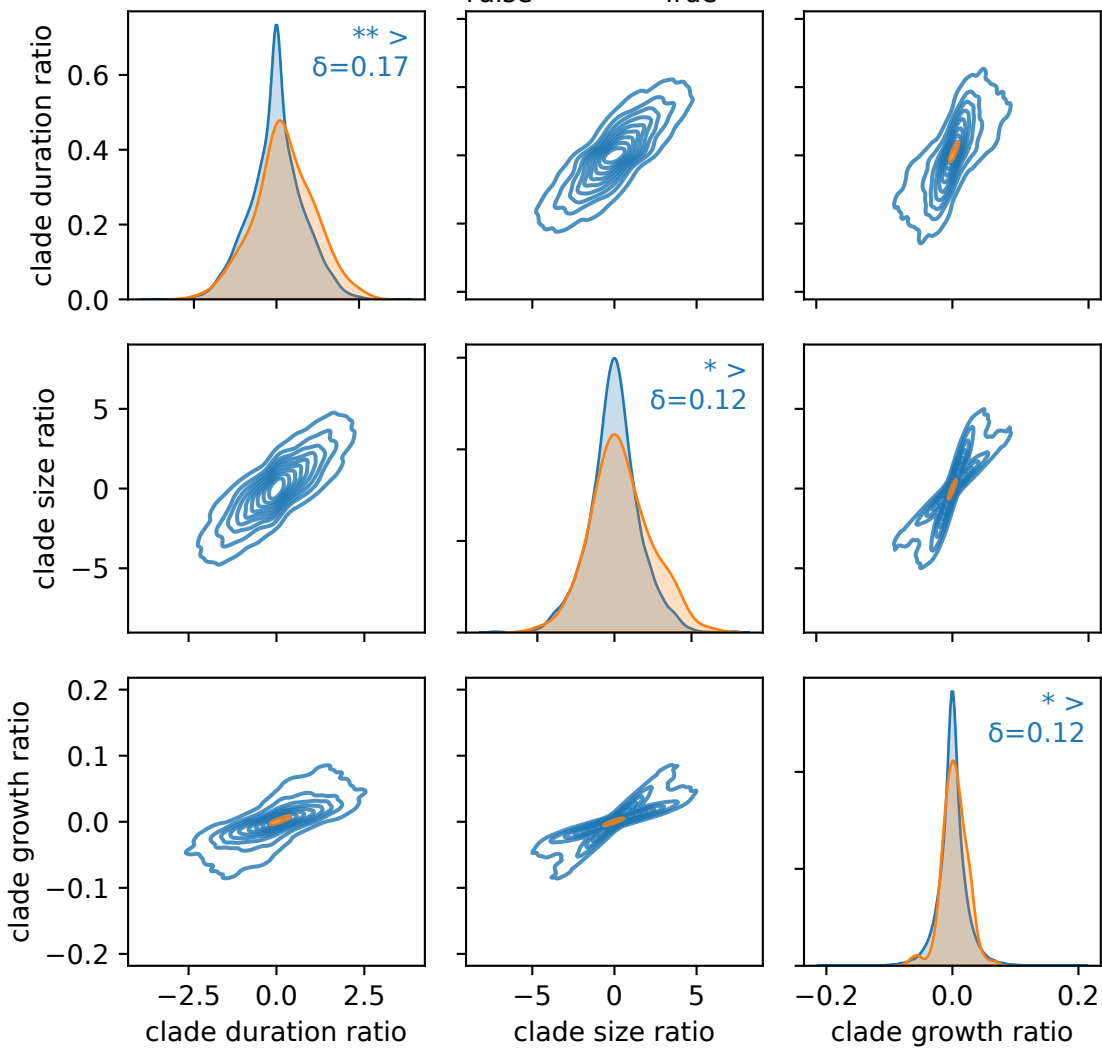 clade duration ratio
0.6
0.4
0.2
0.0
** >
δ=0.17
clade size ratio
5
0
−5
* >
δ=0.12
clade growth ratio
0.2
0.1
0.0
−0.1
−0.2
* >
δ=0.12
−2.5 0.0 2.5
clade duration ratio
−5 0 5
clade size ratio
−0.2 0.0 0.2
clade growth ratio